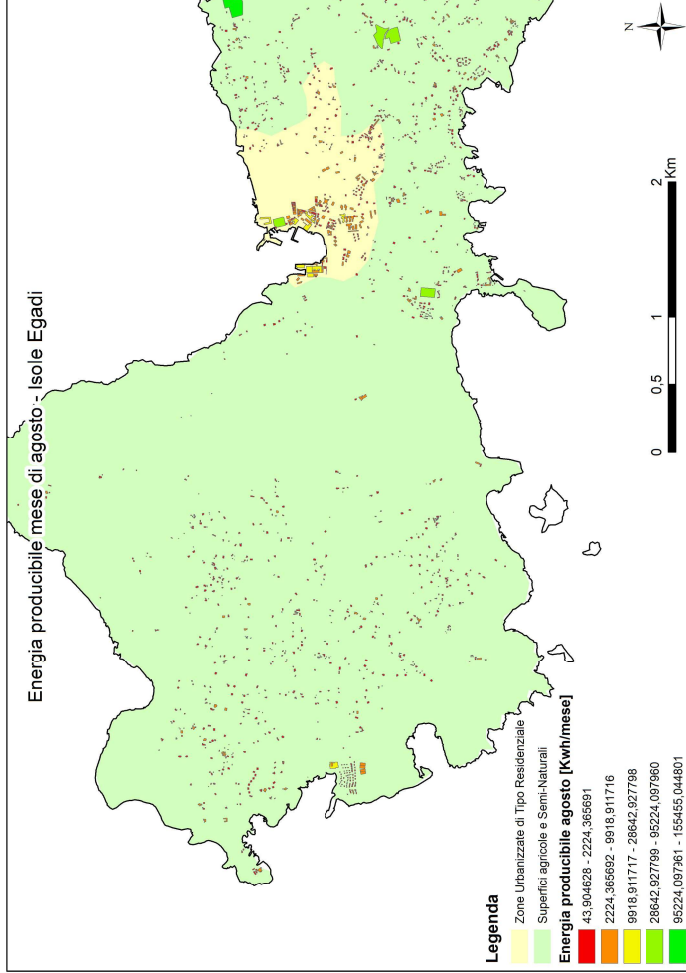 Energia producibile mese di agosto - Isole Egadi
N
Legenda
Zone Urbanizzate di Tipo Residenziale
Superfici agricole e Semi-Naturali
Energia producibile agosto [Kwh/mese]
43,904628 - 2224,365691
2224,365692 - 9918,911716
9918,911717 - 28642,927798
28642,927799 - 95224,097960
95224,097961 - 155455,044801
0 0,5 1 2
Km